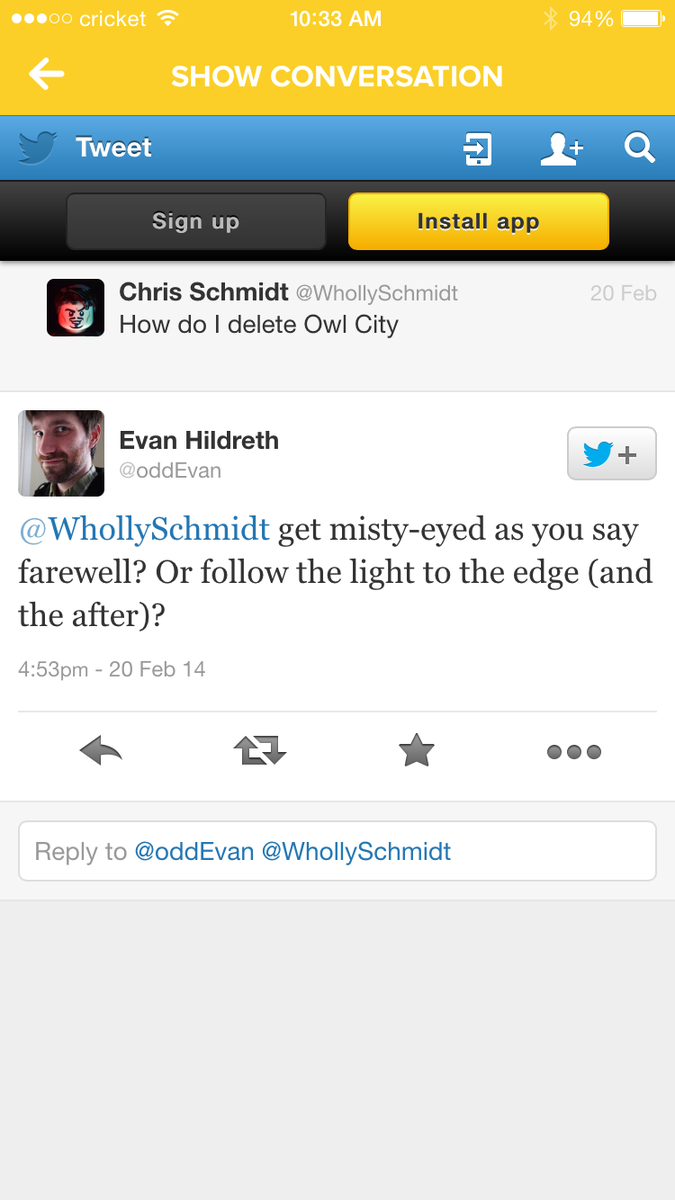 cricket 10:33 AM 94%
SHOW CONVERSATION
Tweet
Sign up Install app
Chris Schmidt @WhollySchmidt 20 Feb
How do I delete Owl City
Evan Hildreth
@oddEvan
@WhollySchmidt get misty-eyed as you say
farewell? Or follow the light to the edge (and
the after)?
4:53pm - 20 Feb 14
Reply to @oddEvan @WhollySchmidt